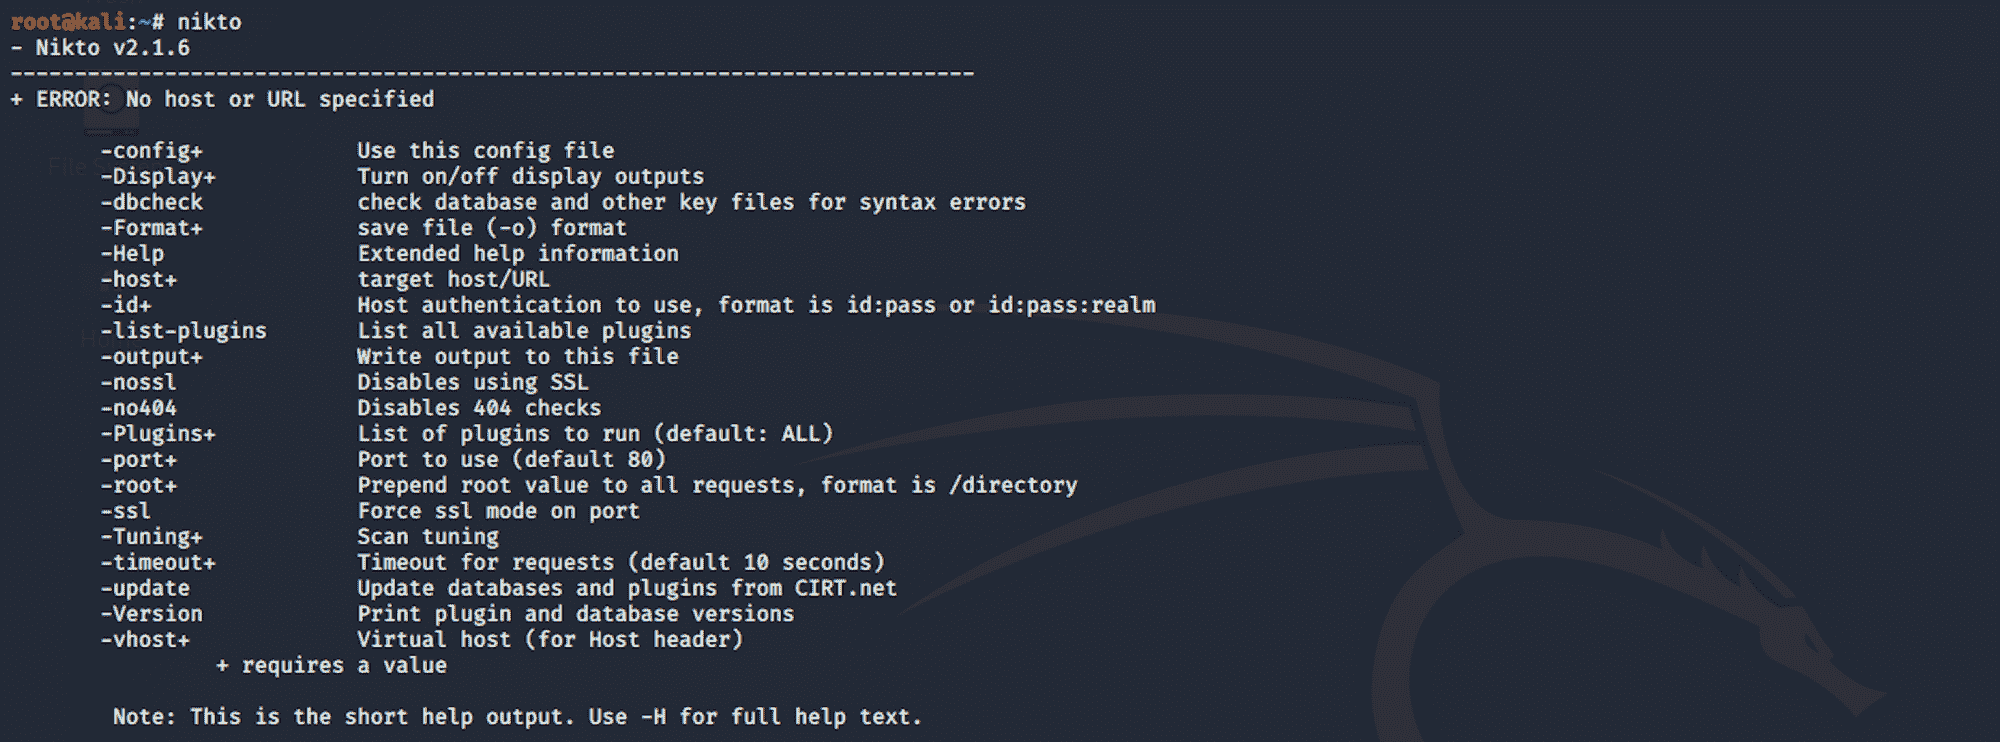 root@kali:~# nikto
- Nikto v2.1.6
---------------------------------------------------------------------------
+ ERROR: No host or URL specified
-config+ Use this config file
-Display+ Turn on/off display outputs
-dbcheck check database and other key files for syntax errors
-Format+ save file (-o) format
-Help Extended help information
-host+ target host/URL
-id+ Host authentication to use, format is id:pass or id:pass:realm
-list-plugins List all available plugins
-output+ Write output to this file
-nossl Disables using SSL
-no404 Disables 404 checks
-Plugins+ List of plugins to run (default: ALL)
-port+ Port to use (default 80)
-root+ Prepend root value to all requests, format is /directory
-ssl Force ssl mode on port
-Tuning+ Scan tuning
-timeout+ Timeout for requests (default 10 seconds)
-update Update databases and plugins from CIRT.net
-Version Print plugin and database versions
-vhost+ Virtual host (for Host header)
+ requires a value
Note: This is the short help output. Use -H for full help text.